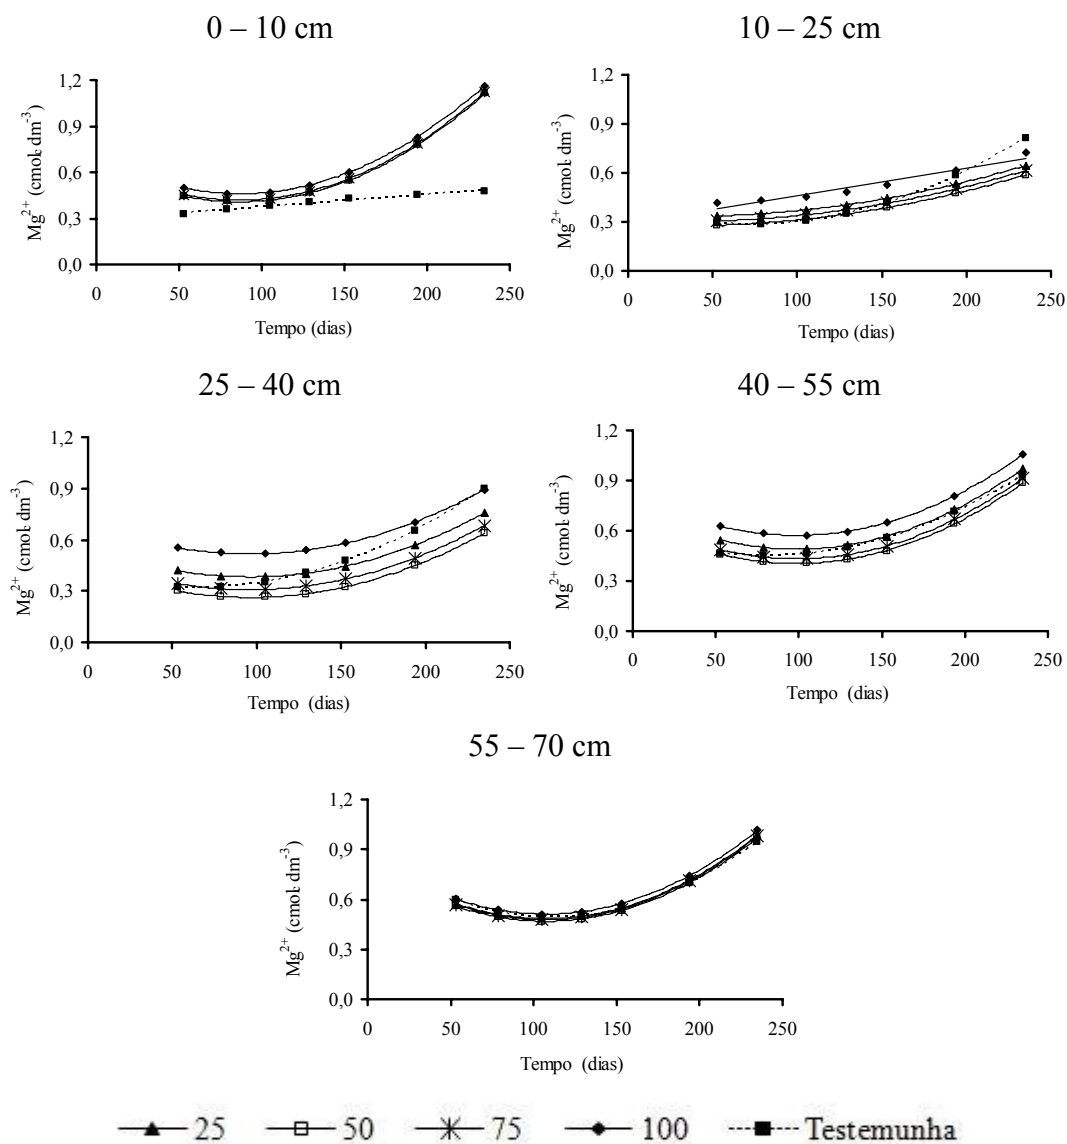 0 – 10 cm
10 – 25 cm
Mg2+ (cmolc dm-3)
1,2
0,9
0,6
0,3
0,0
0 50 100 150 200 250
Tempo (dias)
Mg2+ (cmolc dm-3)
1,2
0,9
0,6
0,3
0,0
0 50 100 150 200 250
Tempo (dias)
25 – 40 cm
40 – 55 cm
Mg2+ (cmolc dm-3)
1,2
0,9
0,6
0,3
0,0
0 50 100 150 200 250
Tempo (dias)
Mg2+ (cmolc dm-3)
1,2
0,9
0,6
0,3
0,0
0 50 100 150 200 250
Tempo (dias)
55 – 70 cm
Mg2+ (cmolc dm-3)
1,2
0,9
0,6
0,3
0,0
0 50 100 150 200 250
Tempo (dias)
25 50 75 100 Testemunha